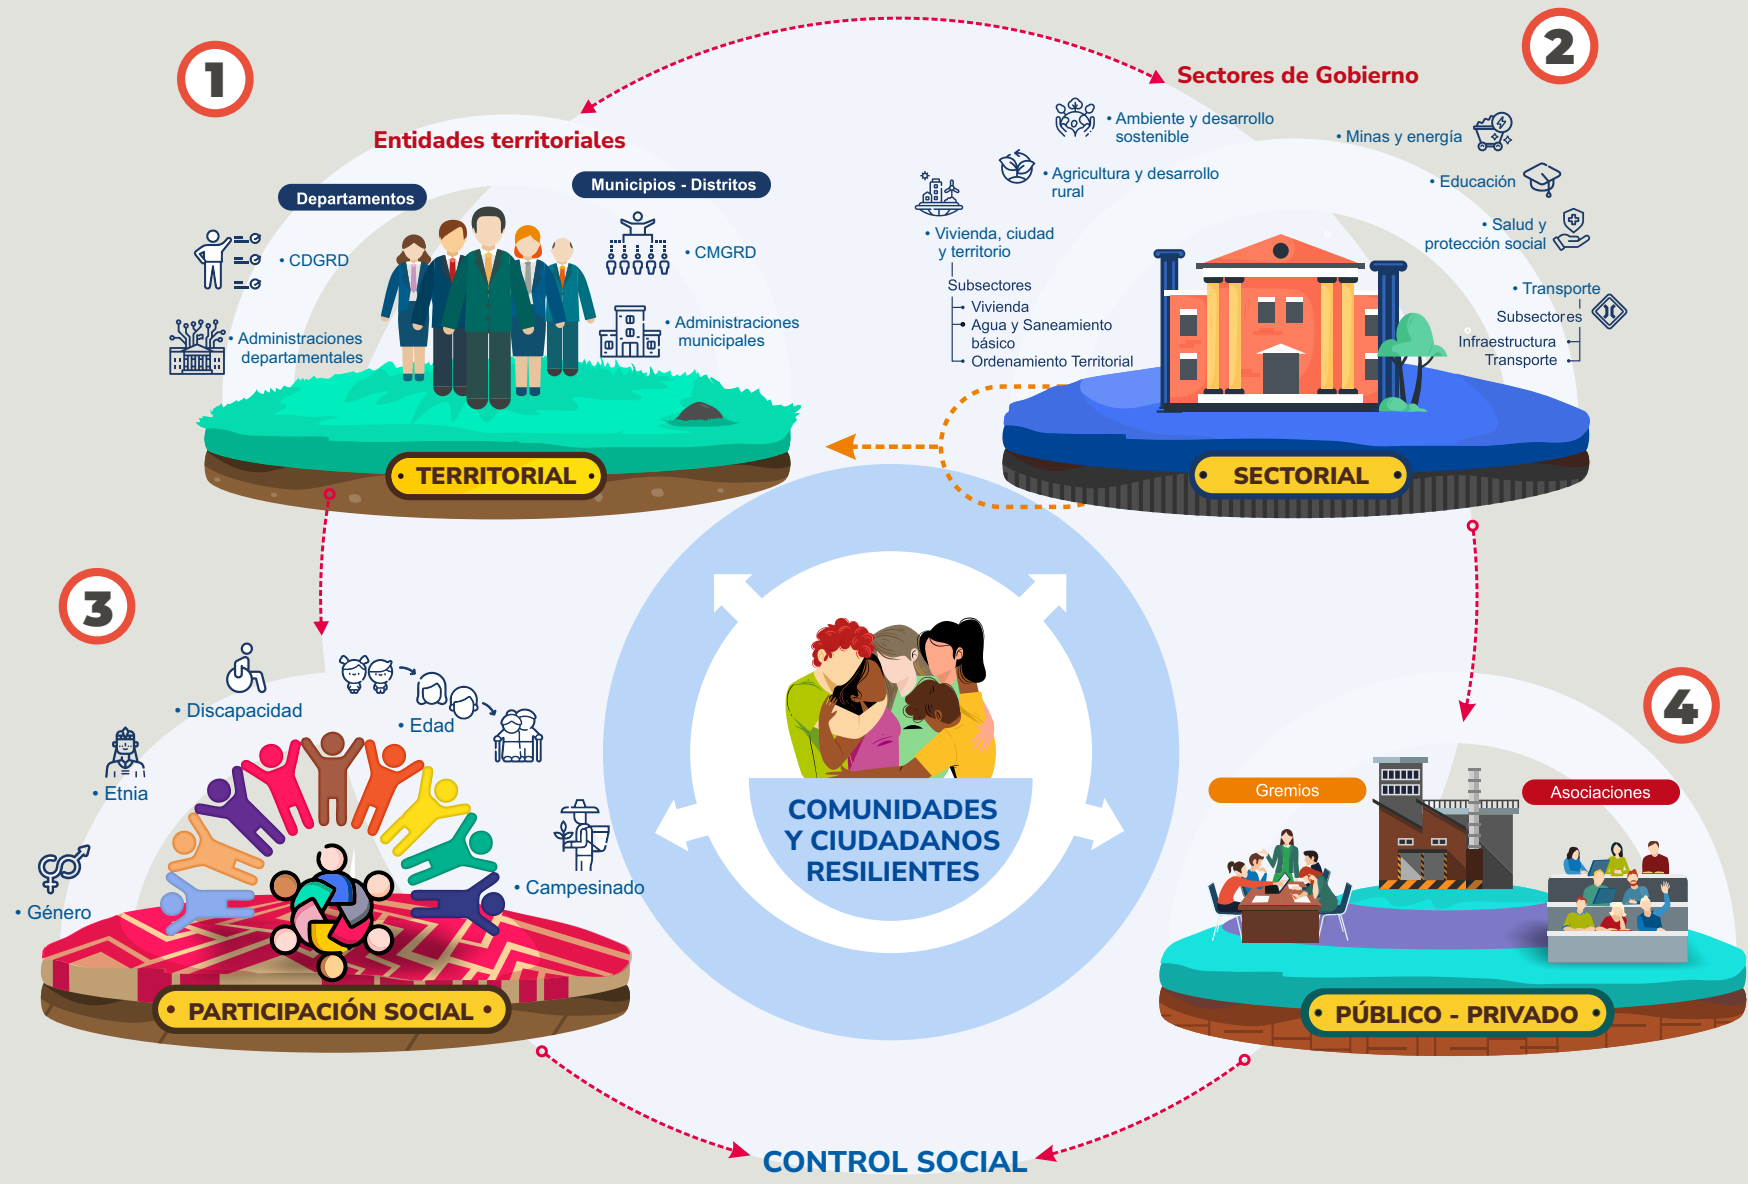 1
Entidades territoriales
Departamentos
• CDGRD
• Administraciones
departamentales
Municipios - Distritos
• CMGRD
• Administraciones
municipales
TERRITORIAL
2
Sectores de Gobierno
• Ambiente y desarrollo
sostenible
• Agricultura y desarrollo
rural
• Vivienda, ciudad
y territorio
Subsectores
Vivienda
Agua y Saneamiento
básico
Ordenamiento Territorial
• Minas y energía
• Educación
• Salud y
protección social
• Transporte
Subsectores
Infraestructura
Transporte
SECTORIAL
3
• Discapacidad
• Edad
• Etnia
• Género
• Campesinado
PARTICIPACIÓN SOCIAL
COMUNIDADES
Y CIUDADANOS
RESILIENTES
4
Gremios
Asociaciones
PÚBLICO - PRIVADO
CONTROL SOCIAL